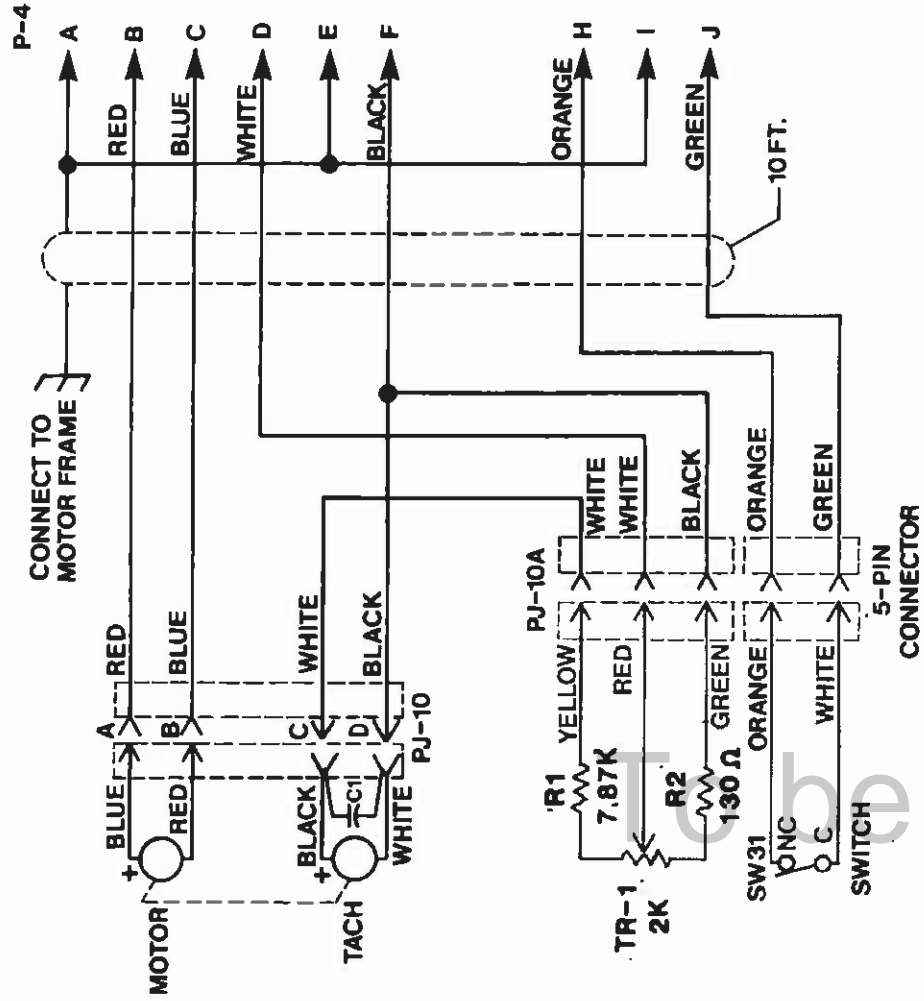 P-4
A
B
C
D
E
F
H
I
J
RED
BLUE
WHITE
BLACK
ORANGE
GREEN
10 FT.
CONNECT TO
MOTOR FRAME
RED
BLUE
WHITE
BLACK
A
B
C
D
PJ-10
BLUE
RED
BLACK
WHITE
C1
+
MOTOR
+
TACH
WHITE
WHITE
BLACK
ORANGE
GREEN
PJ-10A
5-PIN
CONNECTOR
YELLOW
RED
GREEN
ORANGE
WHITE
R1
7.87K
R2
130 Ω
TR-1
2K
SW31
NC
C
SWITCH
To be